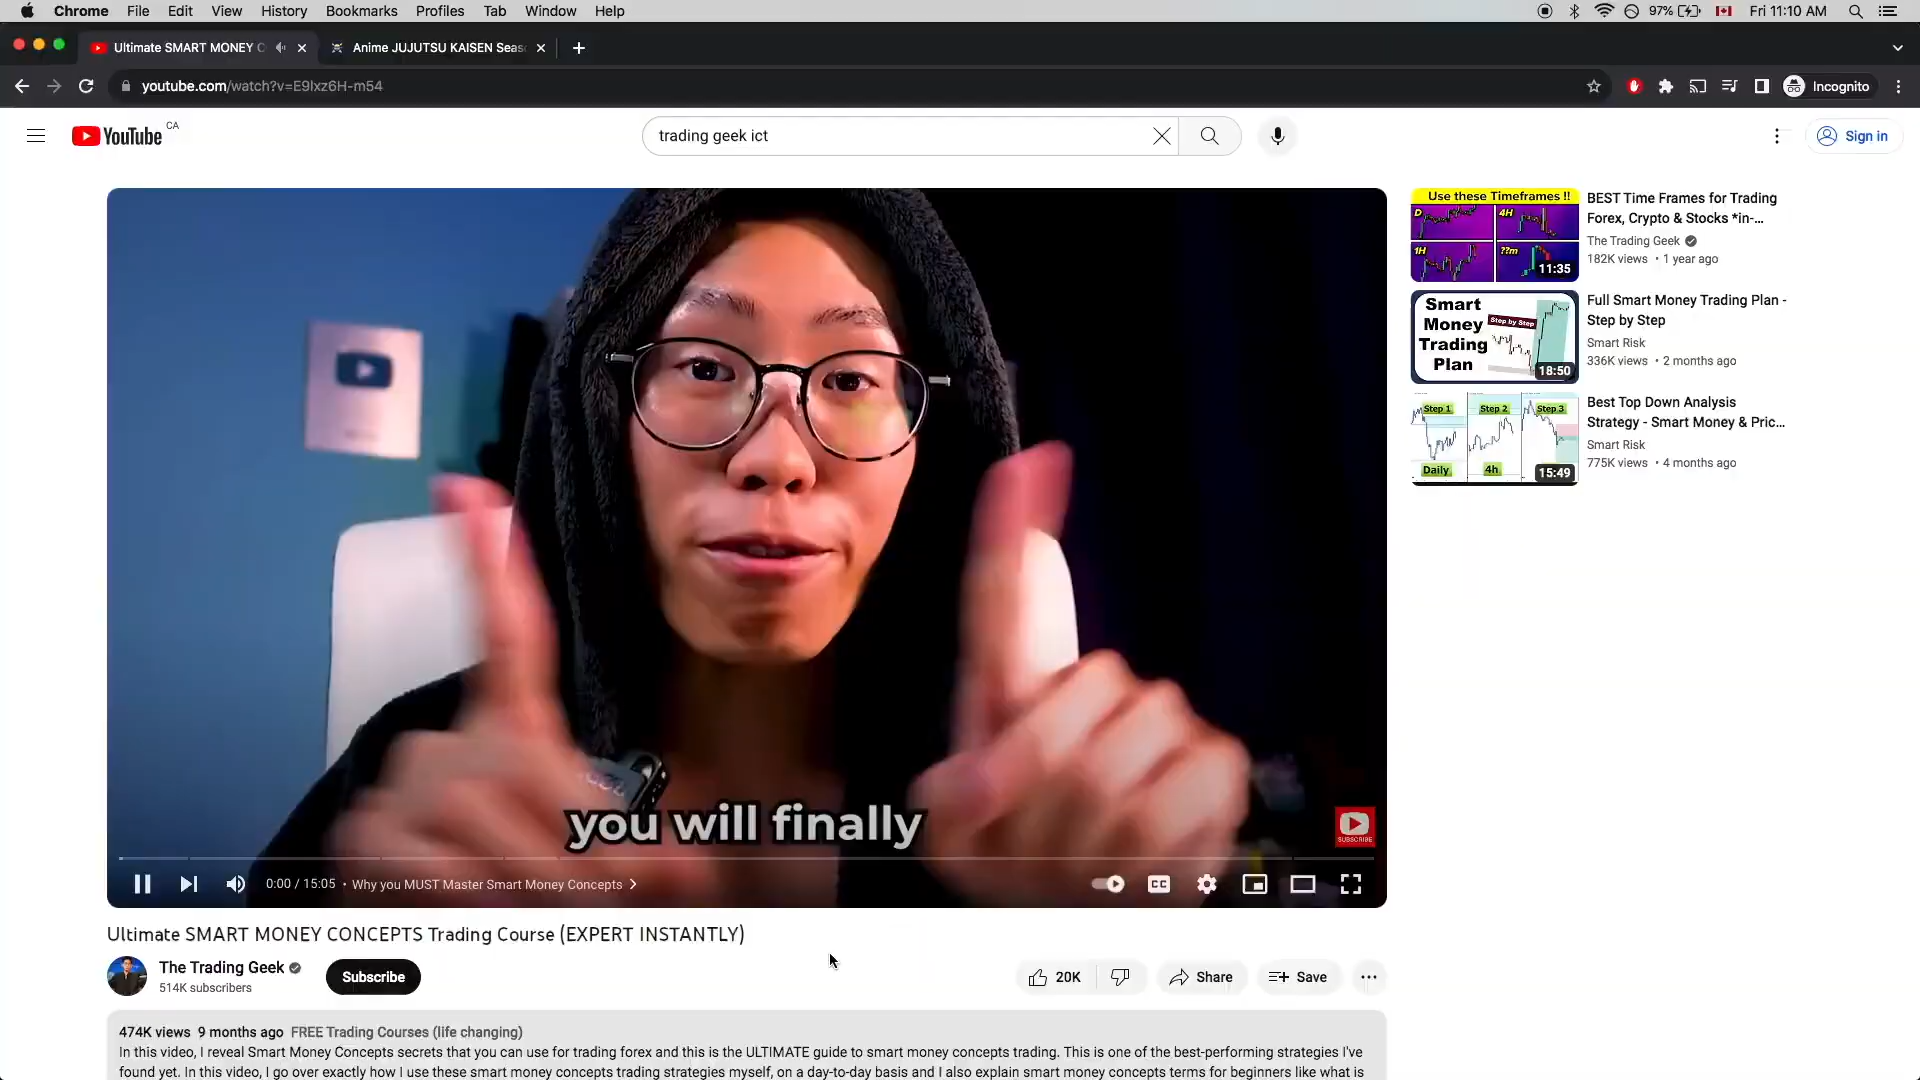 Chrome File Edit View History Bookmarks Profiles Tab Window Help 97% Fri 11:10 AM
Ultimate SMART MONEY C
Anime JUJUTSU KAISEN Seas
youtube.com/watch?v=E9lxz6H-m54
Incognito
YouTube CA
trading geek ict
Sign in
you will finally
SUBSCRIBE
0:00 / 15:05 • Why you MUST Master Smart Money Concepts
CC
Ultimate SMART MONEY CONCEPTS Trading Course (EXPERT INSTANTLY)
The Trading Geek
514K subscribers
Subscribe
20K
Share
Save
474K views 9 months ago FREE Trading Courses (life changing)
In this video, I reveal Smart Money Concepts secrets that you can use for trading forex and this is the ULTIMATE guide to smart money concepts trading. This is one of the best-performing strategies I've
found yet. In this video, I go over exactly how I use these smart money concepts trading strategies myself, on a day-to-day basis and I also explain smart money concepts terms for beginners like what is
Use these Timeframes !!
D
4H
1H
??m
11:35
BEST Time Frames for Trading
Forex, Crypto & Stocks *in-...
The Trading Geek
182K views • 1 year ago
Smart
Money
Trading
Plan
Step by Step
18:50
Full Smart Money Trading Plan -
Step by Step
Smart Risk
336K views • 2 months ago
Step 1
Step 2
Step 3
Daily
4h
15:49
Best Top Down Analysis
Strategy - Smart Money & Pric...
Smart Risk
775K views • 4 months ago